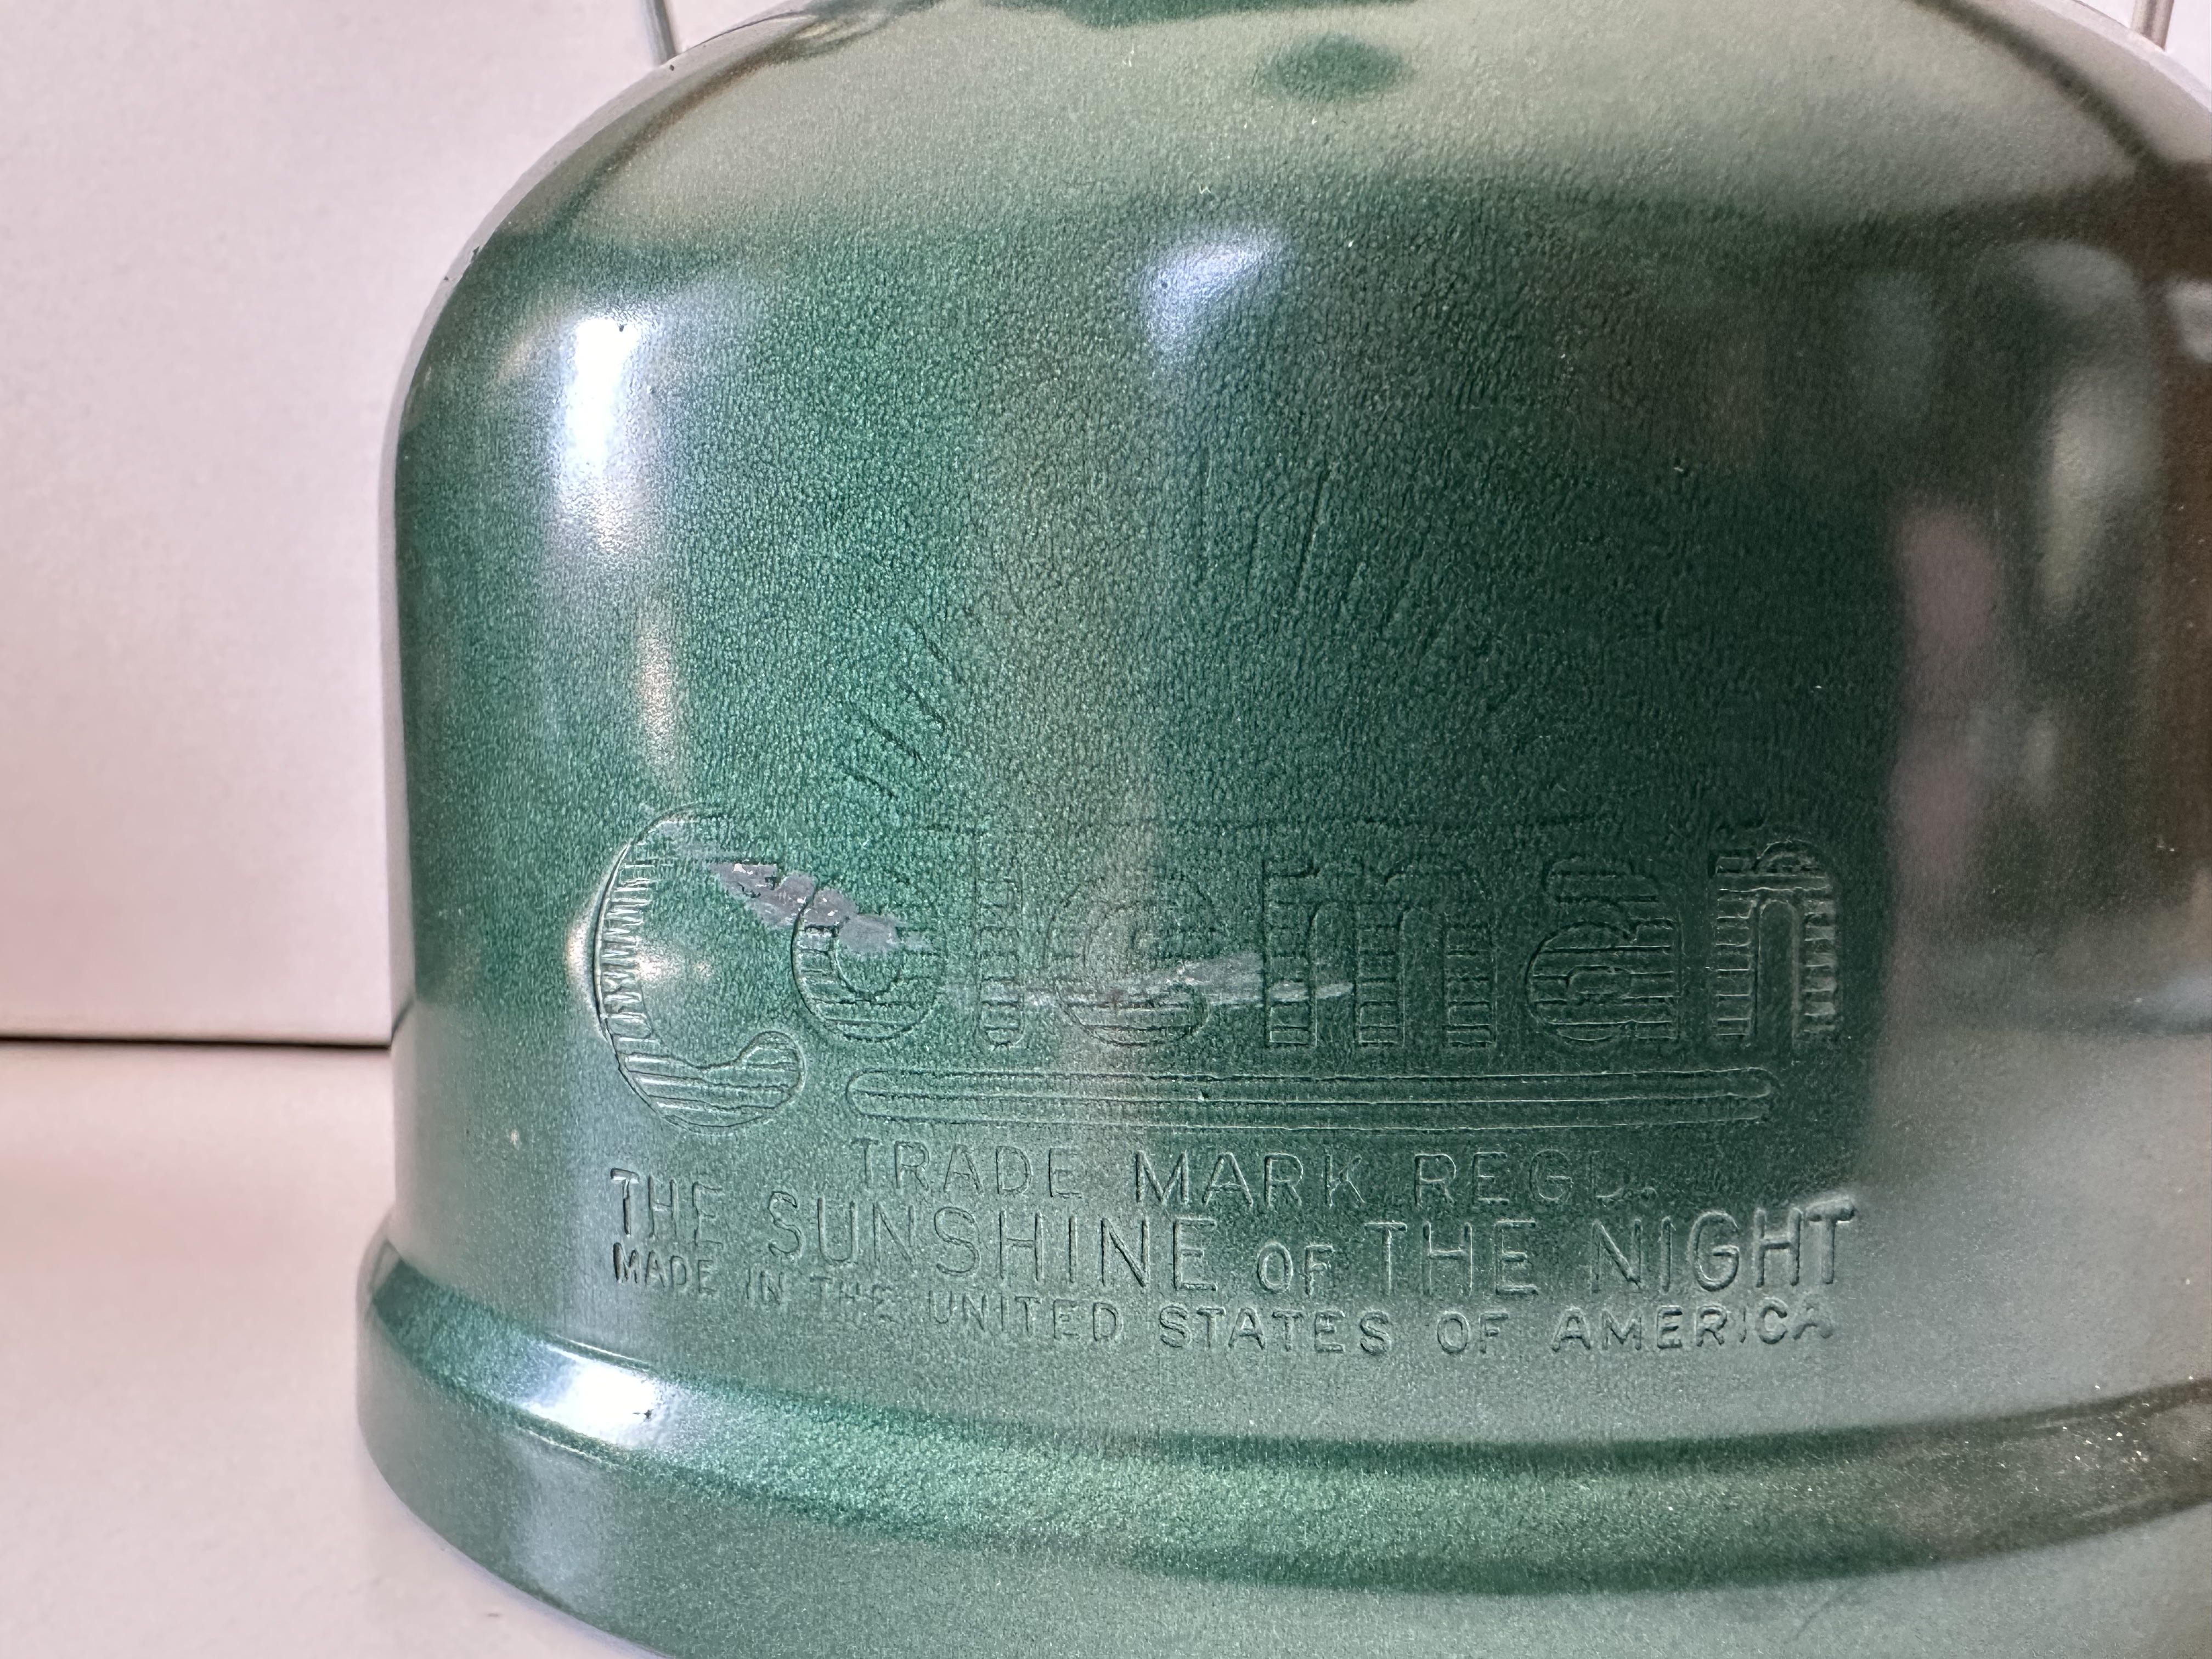 Coleman
TRADE MARK REGD.
THE SUNSHINE OF THE NIGHT
MADE IN THE UNITED STATES OF AMERICA